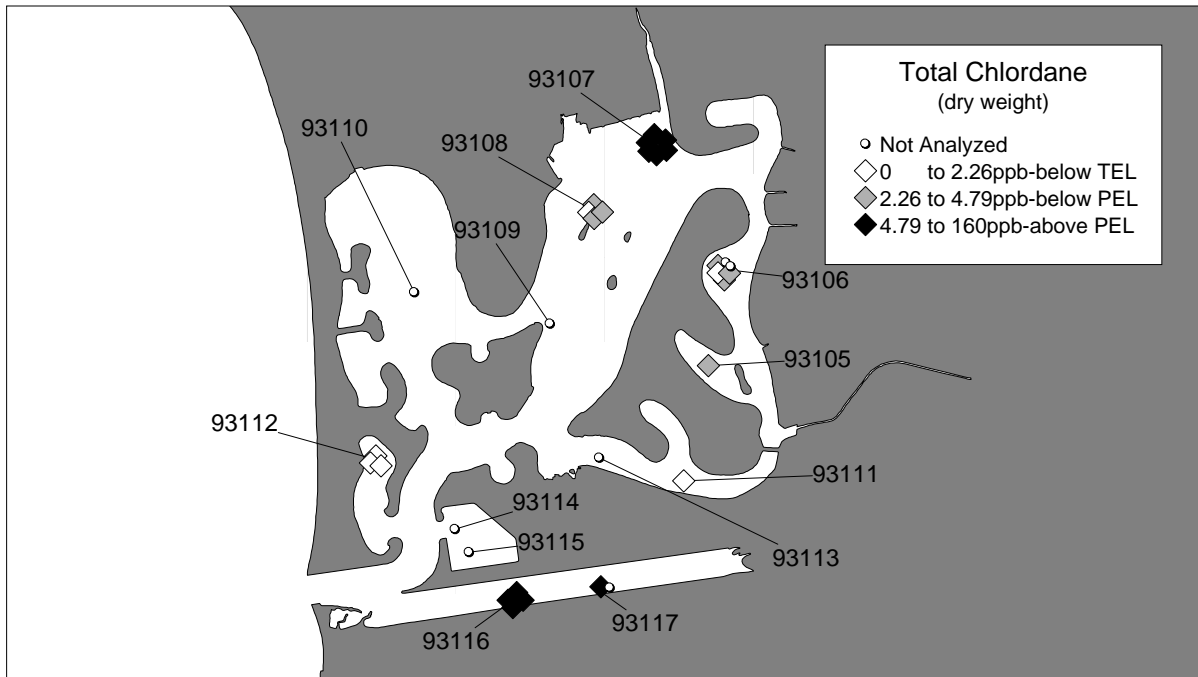 Total Chlordane
(dry weight)
Not Analyzed
0 to 2.26ppb-below TEL
2.26 to 4.79ppb-below PEL
4.79 to 160ppb-above PEL
93107
93110
93108
93109
93106
93105
93112
93111
93114
93115
93113
93117
93116